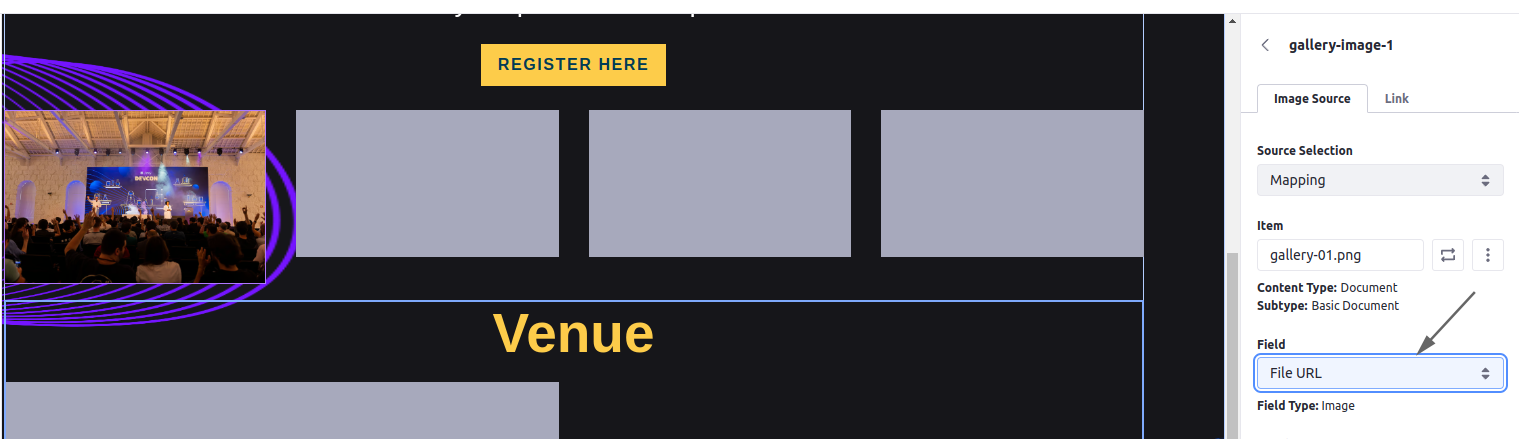 REGISTER HERE
DEVCON
Venue
gallery-image-1
Image Source
Link
Source Selection
Mapping
Item
gallery-01.png
Content Type: Document
Subtype: Basic Document
Field
File URL
Field Type: Image